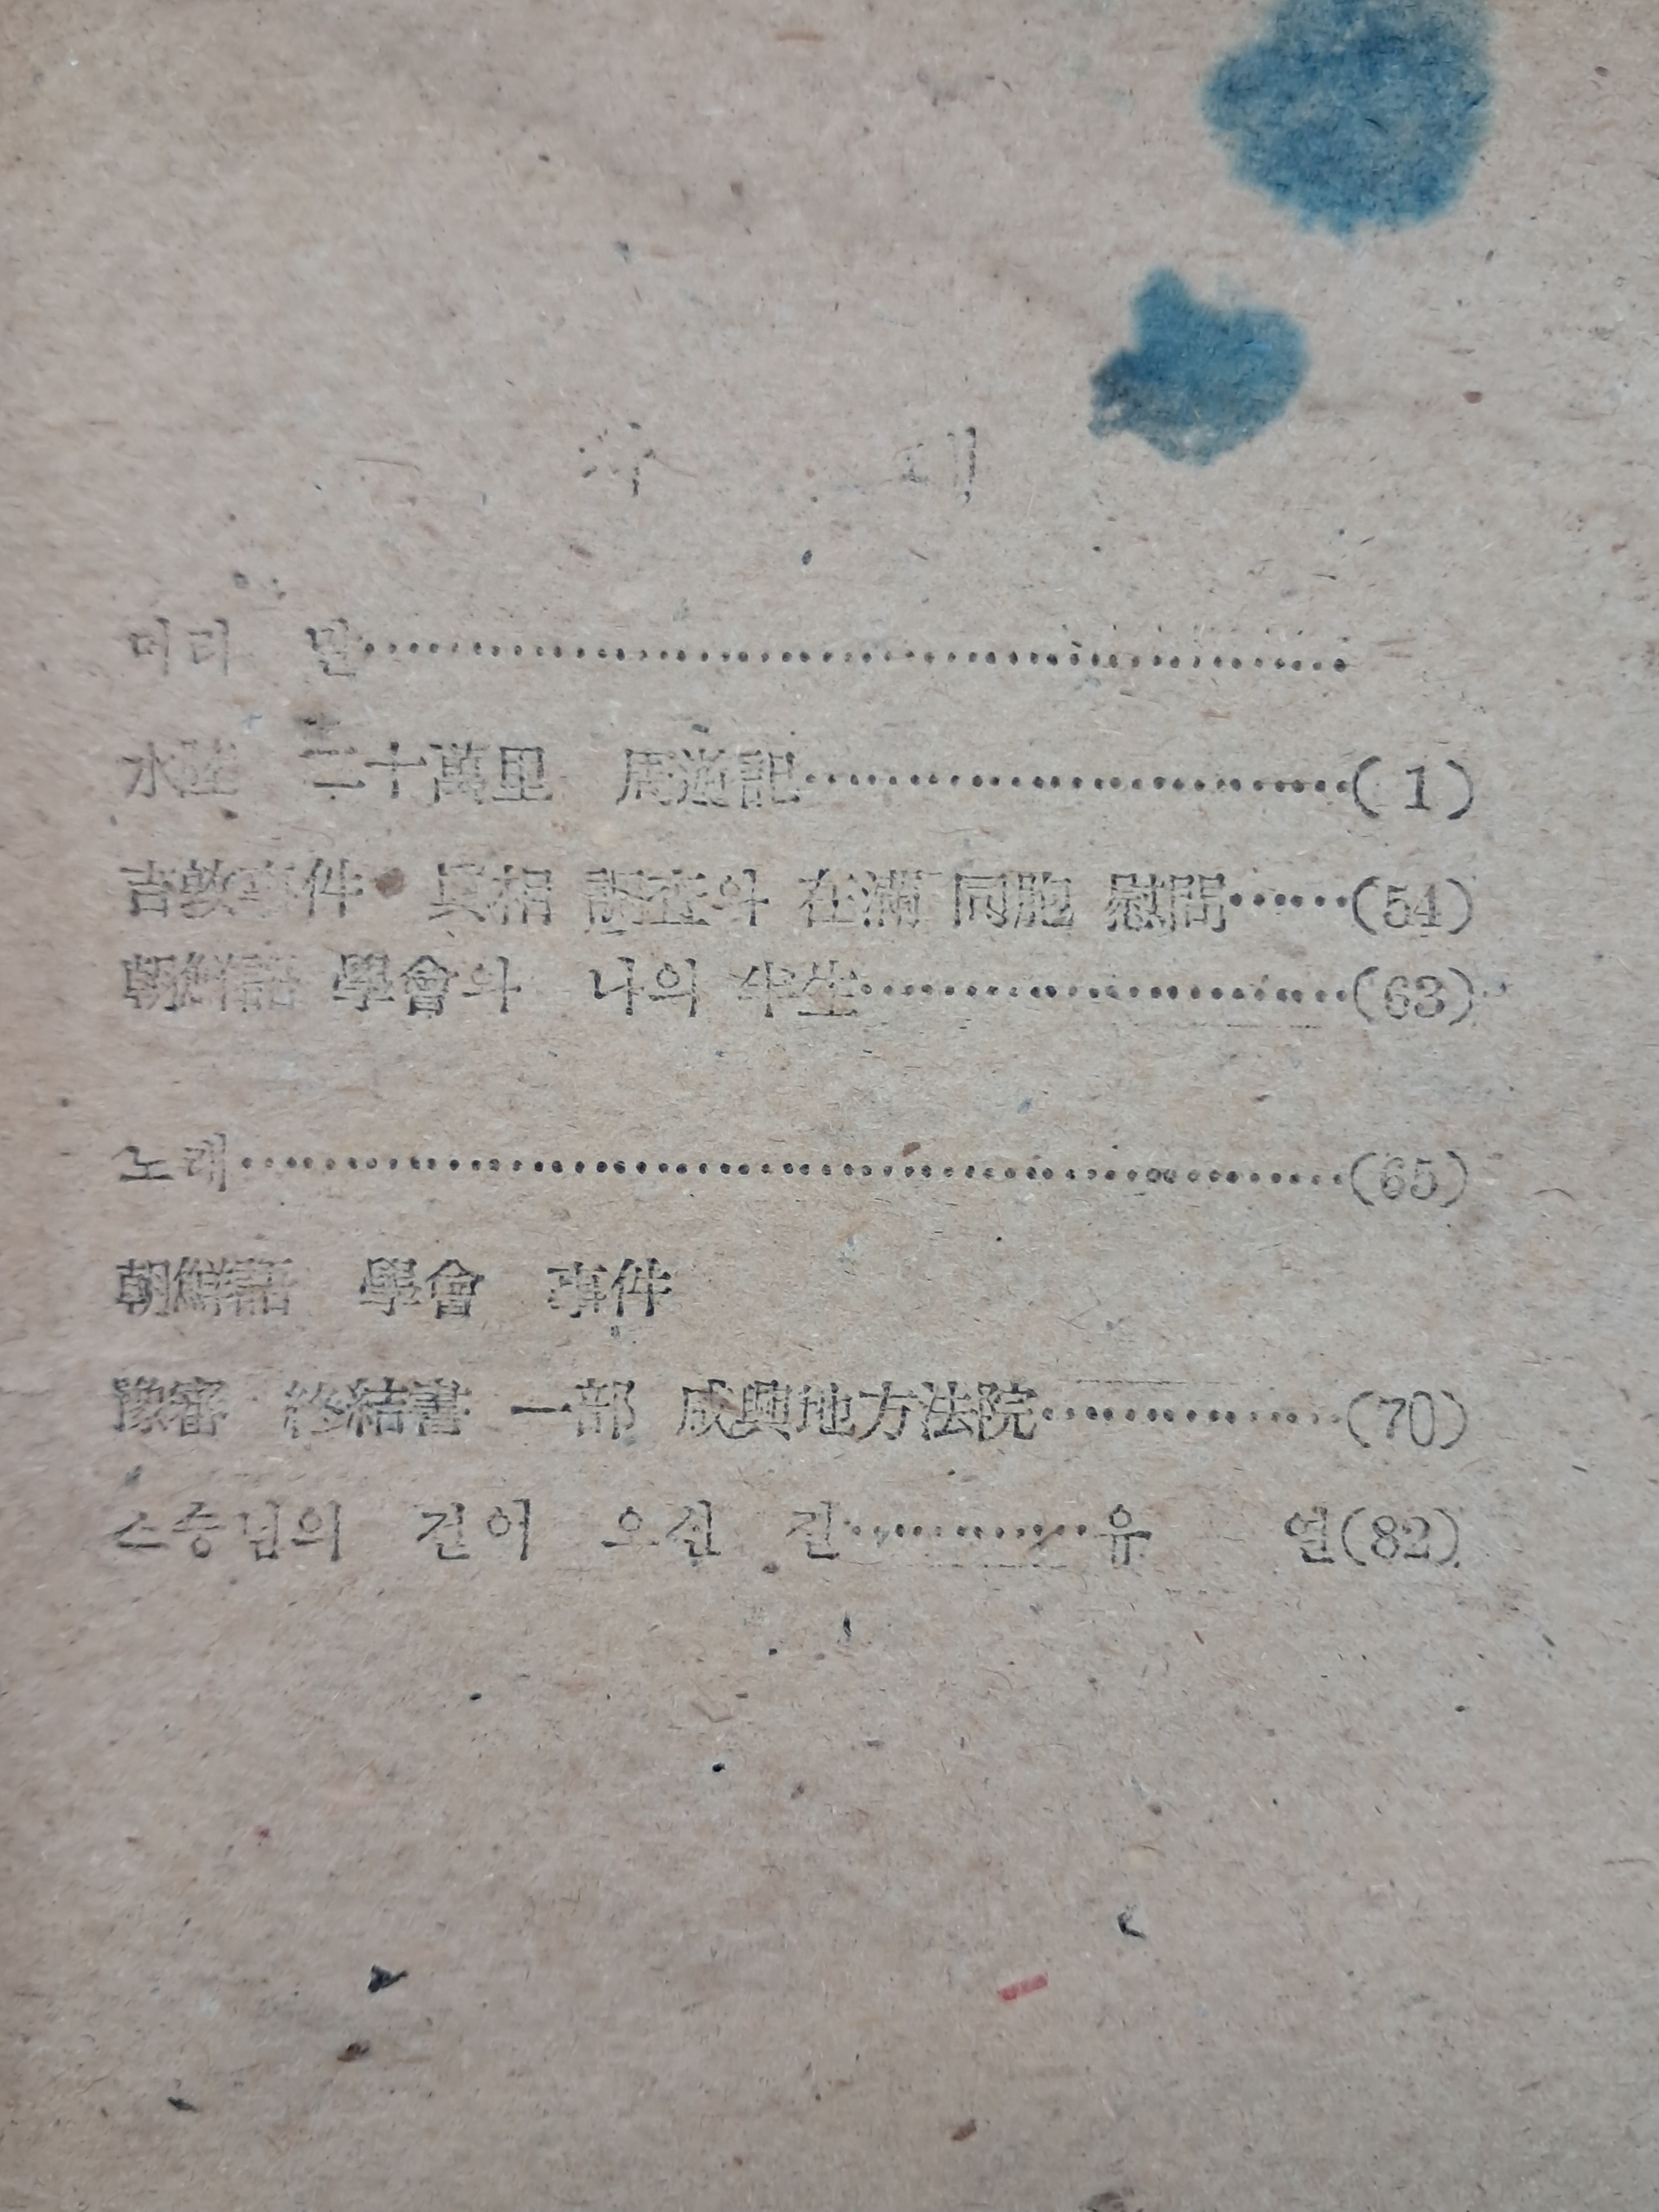 차 례
머리 말……………………………………
水陸 二十萬里 周遊記……………………(1)
吉敦事件 眞相 調査와 在滿 同胞 慰問……(54)
朝鮮語 學會와 나의 半生…………………(63)
노래…………………………………………(65)
朝鮮語 學會 事件
豫審 終結書 一部 咸興地方法院…………(70)
스승님의 걸어 오신 길…………유 열(82)